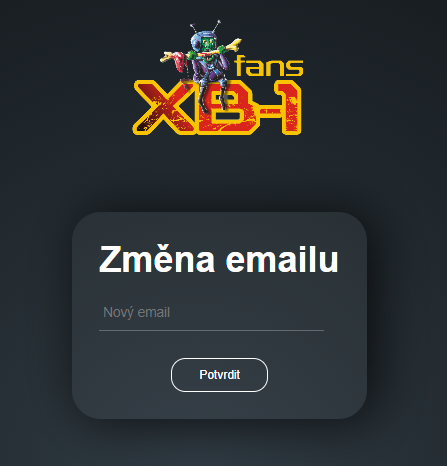 fans
XB-1
Změna emailu
Nový email
Potvrdit